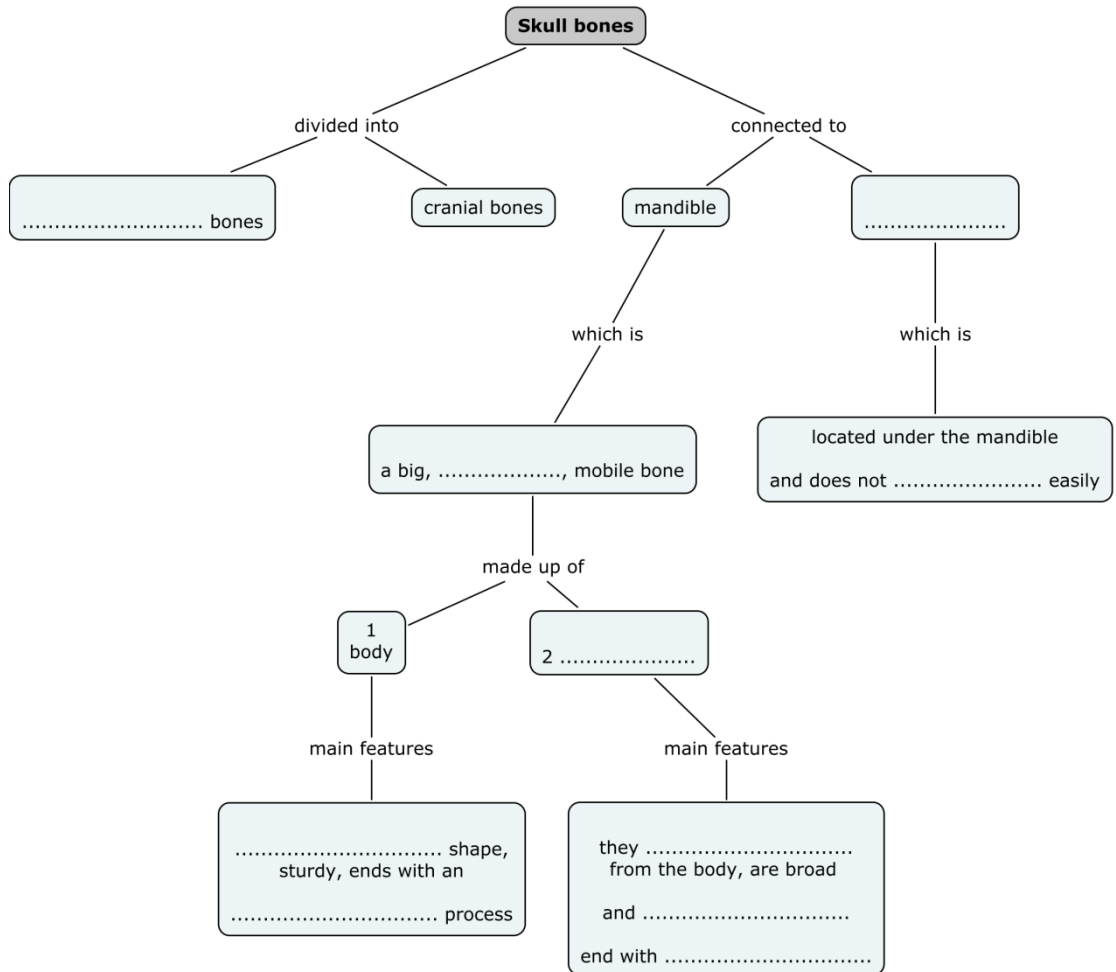 Skull bones
divided into
connected to
............................ bones
cranial bones
mandible
......................
which is
which is
a big, ..................., mobile bone
located under the mandible
and does not ....................... easily
made up of
1
body
2 .....................
main features
main features
................................ shape,
sturdy, ends with an
................................ process
they ..............................
from the body, are broad
and ................................
end with ................................